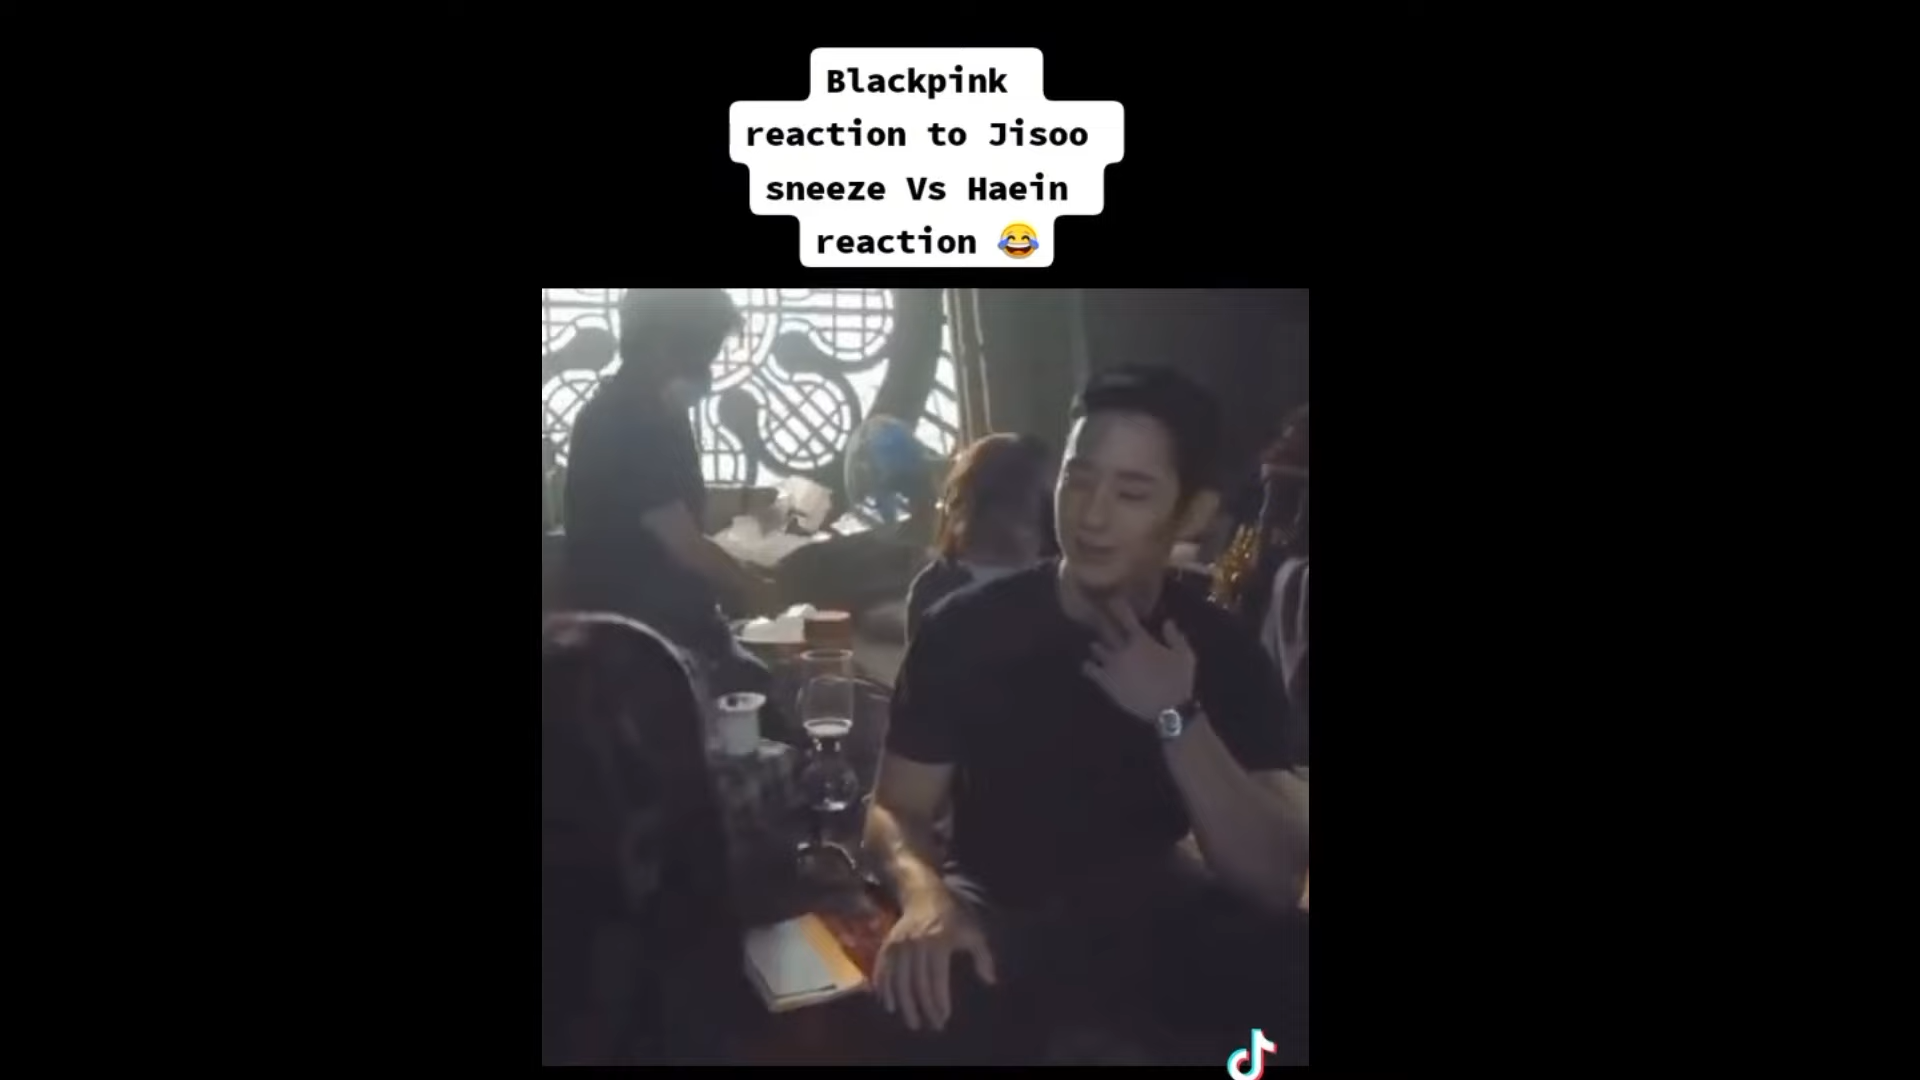 Blackpink
reaction to Jisoo
sneeze Vs Haein
reaction 😂